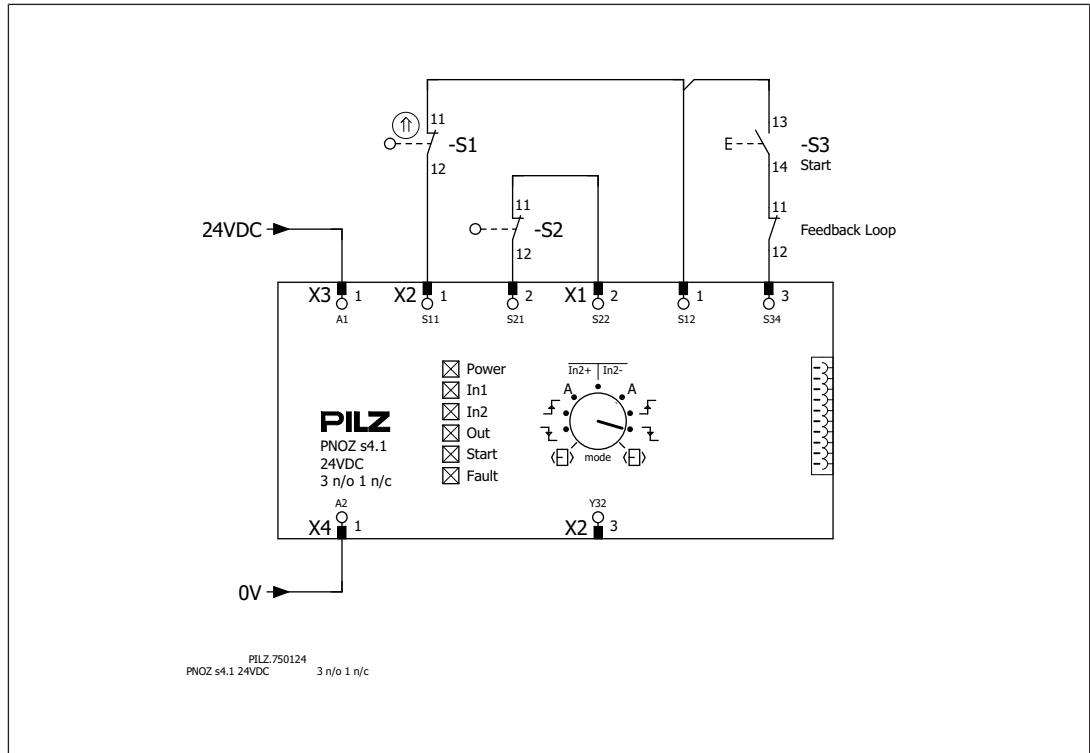 11
-S1
12
13
E
-S3
14
Start
11
-S2
12
11
Feedback Loop
12
24VDC
X3 1
X2 1
2
X1 2
1
3
A1
S11
S21
S22
S12
S34
Power
In1
In2
Out
Start
Fault
In2+ In2-
A A
mode
PILZ
PNOZ s4.1
24VDC
3 n/o 1 n/c
A2
X4 1
Y32
X2 3
0V
PILZ.750124
PNOZ s4.1 24VDC 3 n/o 1 n/c